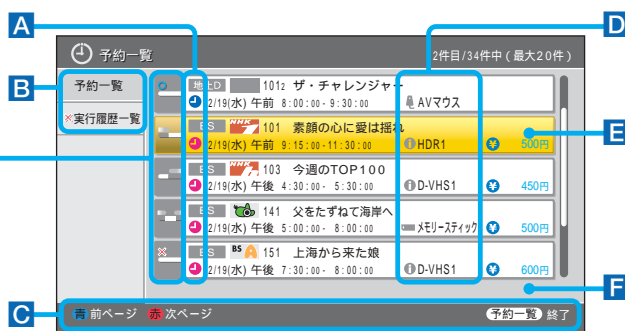 A
D
予約一覧
2件目/34件中(最大20件)
B
予約一覧
実行履歴一覧
地上D 1012 ザ・チャレンジャー
2/19(水) 午前 8:00:00- 9:30:00 AVマウス
E
BS NHK 101 素顔の心に愛は揺れ
2/19(水) 午前 9:15:00-11:30:00 HDR1 500円
BS NHK 103 今週のTOP100
2/19(水) 午後 4:30:00- 5:30:00 D-VHS1 450円
BS 141 父をたずねて海岸へ
2/19(水) 午後 5:00:00- 8:00:00 メモリースティック 500円
BS BS A 151 上海から来た娘
2/19(水) 午後 7:30:00- 8:00:00 D-VHS1 600円
F
C
青 前ページ 赤 次ページ 予約一覧 終了